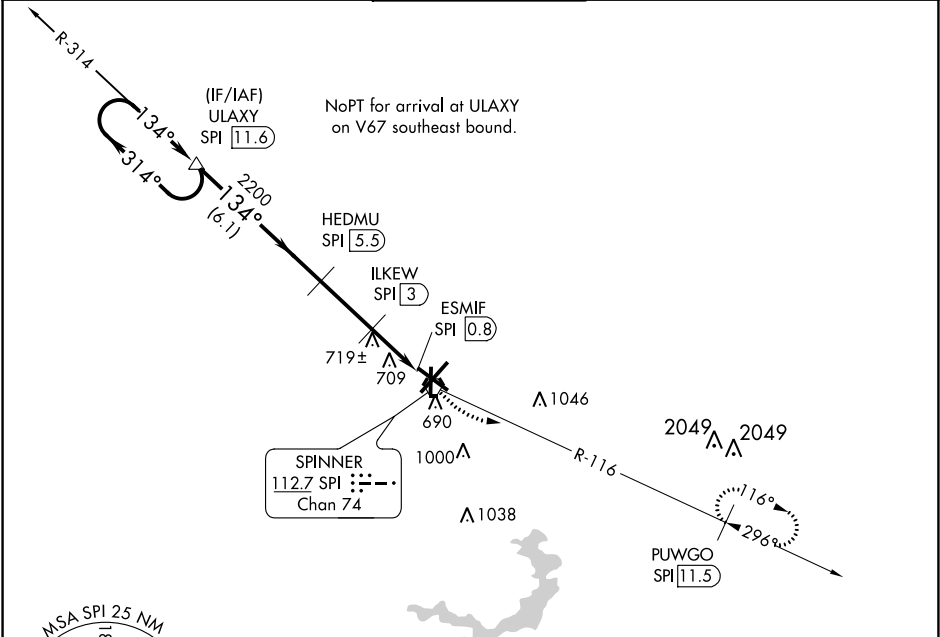 R-314
(IF/IAF)
ULAXY
SPI 11.6
NoPT for arrival at ULAXY
on V67 southeast bound.
134°
314°
2200
134°
(6.1)
HEDMU
SPI 5.5
ILKEW
SPI 3
ESMIF
SPI 0.8
719±
709
690
1046
1000
2049
2049
R-116
SPINNER
112.7 SPI
Chan 74
1038
116°
296°
PUWGO
SPI 11.5
MSA SPI 25 NM
18